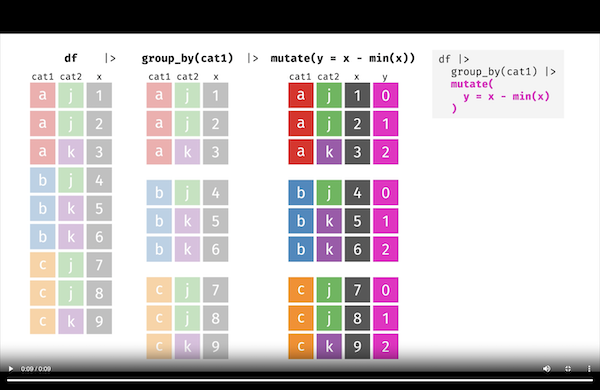 df |> group_by(cat1) |> mutate(y = x - min(x))
cat1 cat2 x cat1 cat2 x cat1 cat2 x y
a j 1 a j 1 a j 1 0
a j 2 a j 2 a j 2 1
a k 3 a k 3 a k 3 2
b j 4 b j 4 b j 4 0
b k 5 b k 5 b k 5 1
b k 6 b k 6 b k 6 2
c j 7 c j 7 c j 7 0
c j 8 c j 8 c j 8 1
c k 9 c k 9 c k 9 2
df |>
group_by(cat1) |>
mutate(
y = x - min(x)
)
0:09 / 0:09